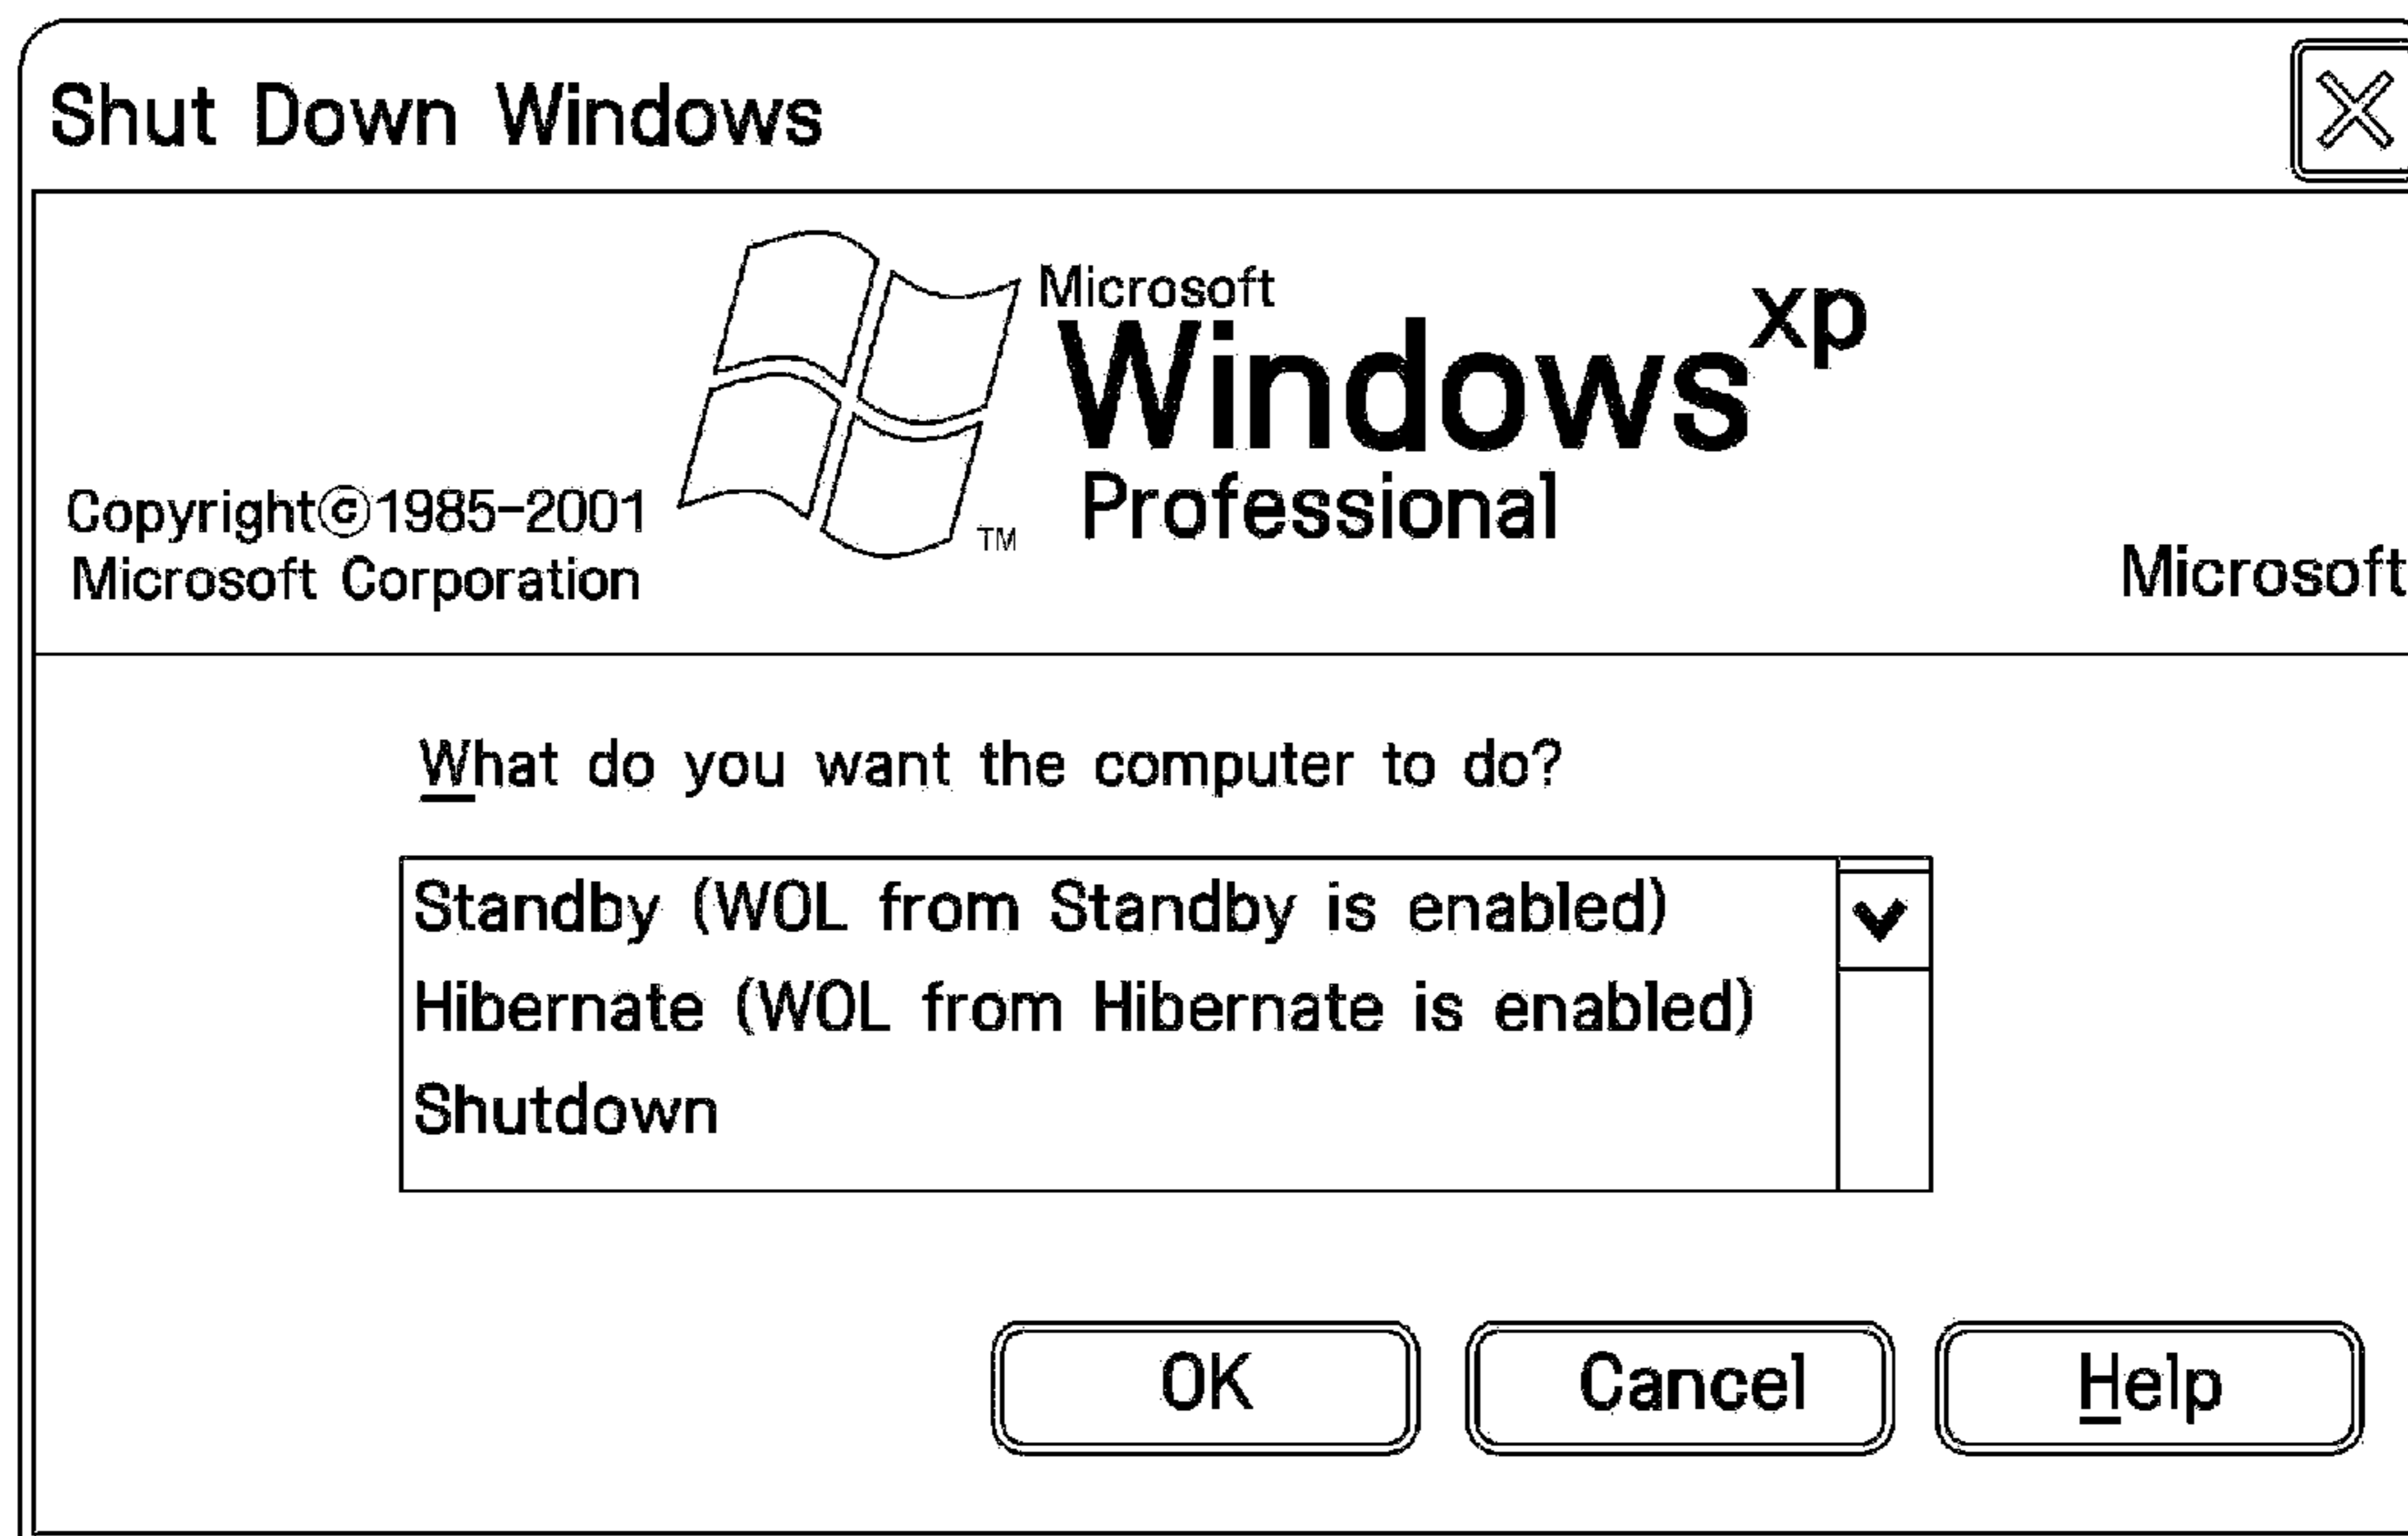 Shut Down Windows
Microsoft
Windows xp
Professional
TM
Copyright©1985-2001
Microsoft Corporation
Microsoft
What do you want the computer to do?
Standby (WOL from Standby is enabled)
Hibernate (WOL from Hibernate is enabled)
Shutdown
OK
Cancel
Help